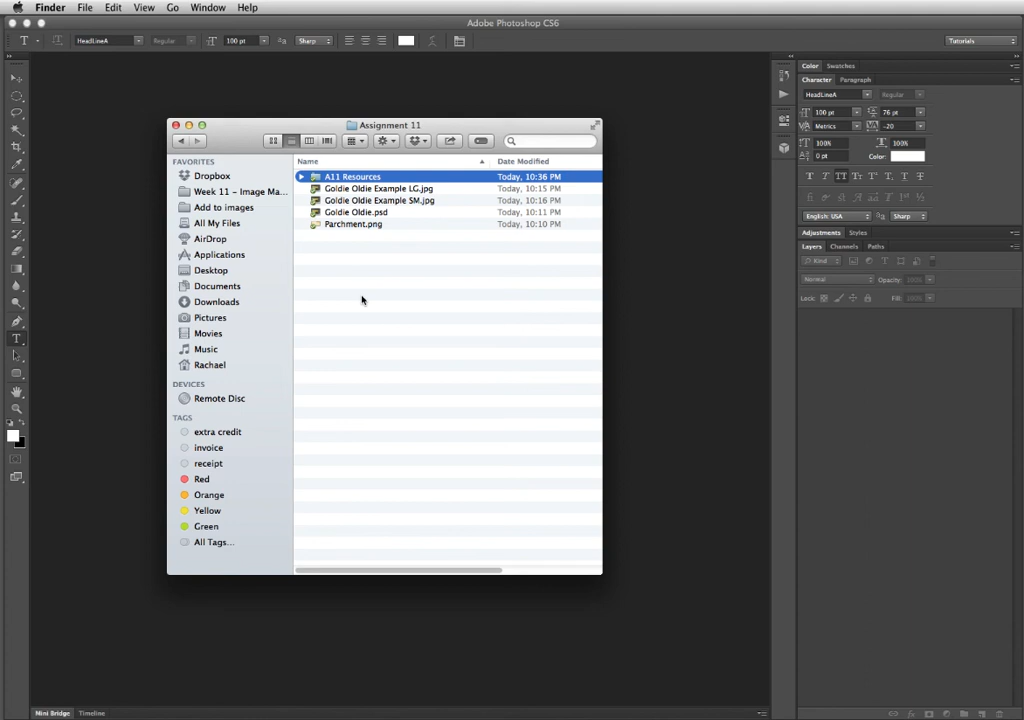 Finder File Edit View Go Window Help
Adobe Photoshop CS6
T HeadLineA Regular 100 pt Sharp Tutorials
Color Swatches
Character Paragraph
HeadLineA Regular
100 pt 76 pt
Metrics -20
100% 100%
0 pt Color:
English: USA Sharp
Adjustments Styles
Layers Channels Paths
Kind
Normal Opacity: 100%
Lock: Fill:
Assignment 11
FAVORITES
Dropbox
Week 11 – Image Ma...
Add to images
All My Files
AirDrop
Applications
Desktop
Documents
Downloads
Pictures
Movies
Music
Rachael
DEVICES
Remote Disc
TAGS
extra credit
invoice
receipt
Red
Orange
Yellow
Green
All Tags...
Name Date Modified
A11 Resources Today, 10:36 PM
Goldie Oldie Example LG.jpg Today, 10:15 PM
Goldie Oldie Example SM.jpg Today, 10:16 PM
Goldie Oldie.psd Today, 10:11 PM
Parchment.png Today, 10:10 PM
Mini Bridge Timeline